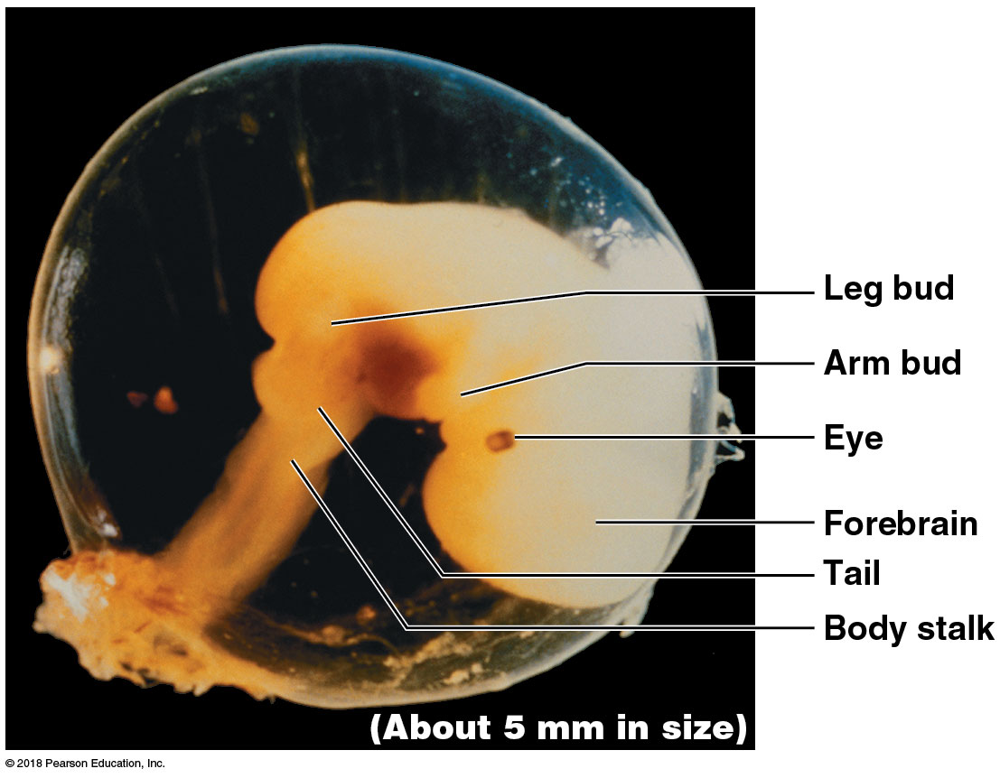 Leg bud
Arm bud
Eye
Forebrain
Tail
Body stalk
(About 5 mm in size)
© 2018 Pearson Education, Inc.